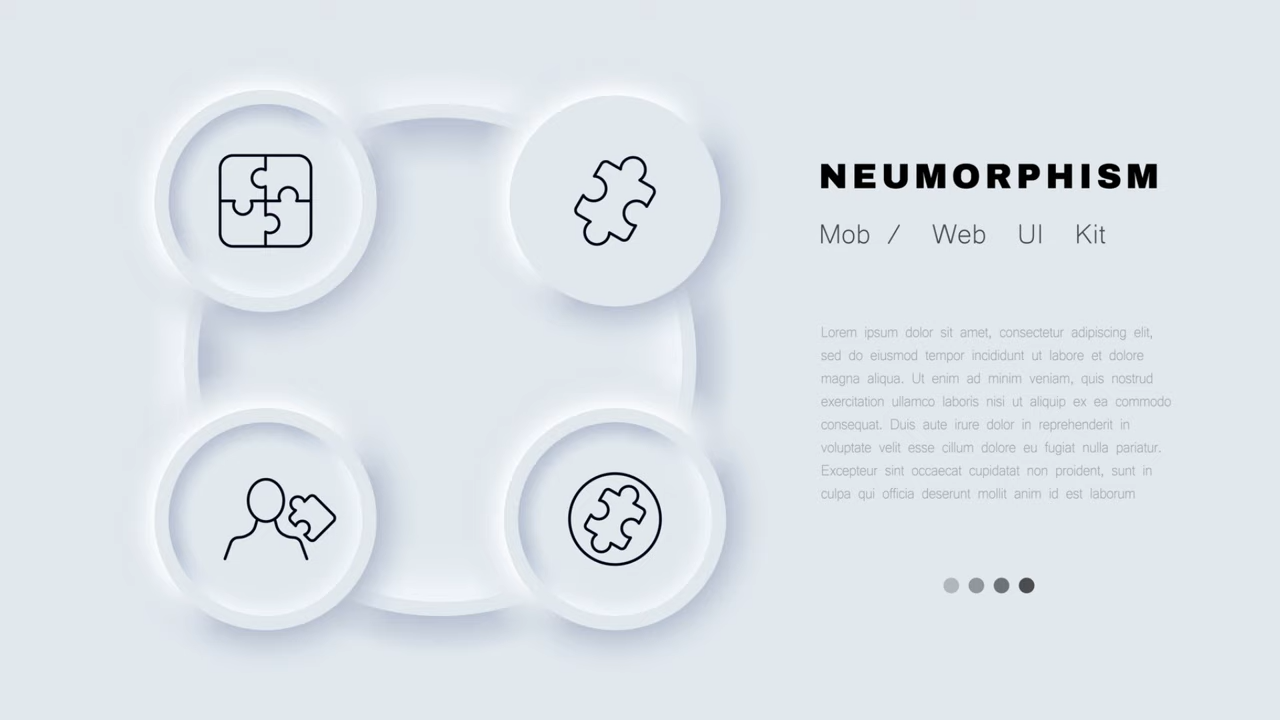 NEUMORPHISM
Mob / Web UI Kit
Lorem ipsum dolor sit amet, consectetur adipiscing elit,
sed do eiusmod tempor incididunt ut labore et dolore
magna aliqua. Ut enim ad minim veniam, quis nostrud
exercitation ullamco laboris nisi ut aliquip ex ea commodo
consequat. Duis aute irure dolor in reprehenderit in
voluptate velit esse cillum dolore eu fugiat nulla pariatur.
Excepteur sint occaecat cupidatat non proident, sunt in
culpa qui officia deserunt mollit anim id est laborum